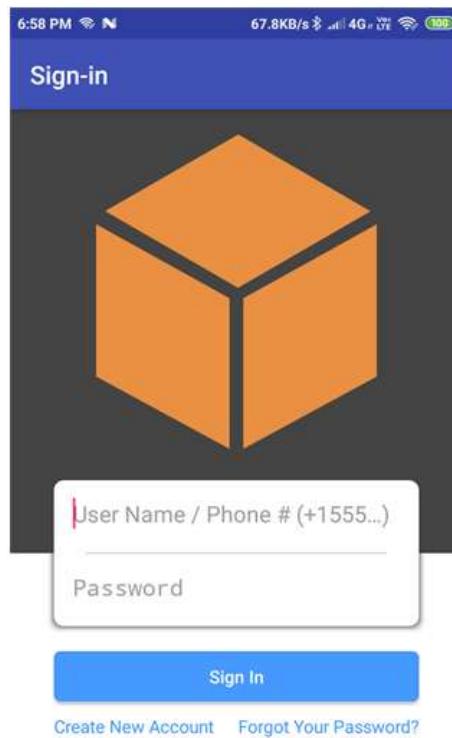 6:58 PM 67.8KB/s 4G VoLTE 100
Sign-in
User Name / Phone # (+1555...)
Password
Sign In
Create New Account Forgot Your Password?